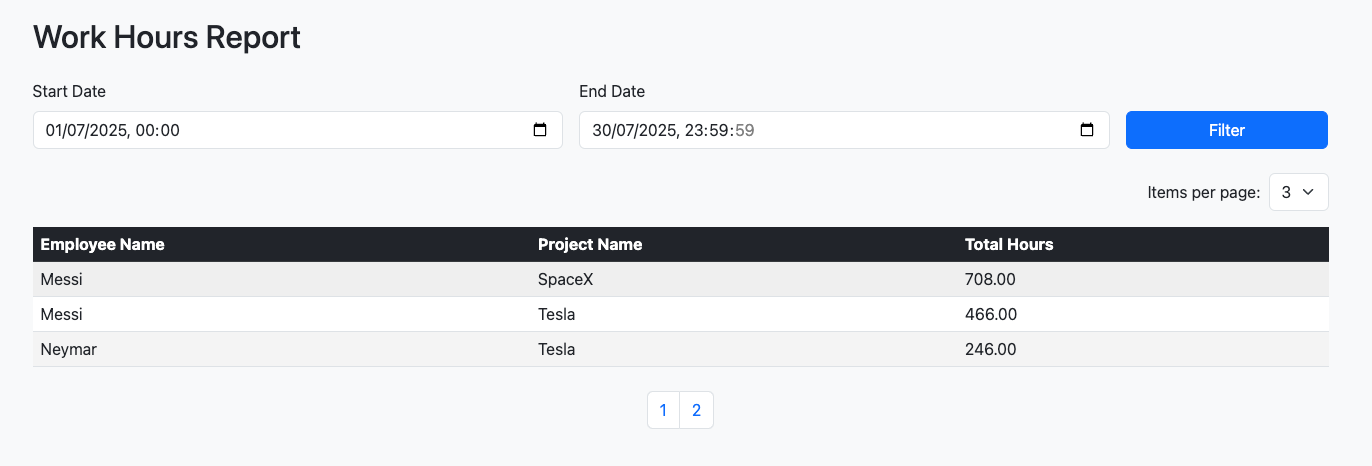 Work Hours Report
Start Date End Date
01/07/2025, 00:00 30/07/2025, 23:59:59 Filter
Items per page: 3
Employee Name Project Name Total Hours
Messi SpaceX 708.00
Messi Tesla 466.00
Neymar Tesla 246.00
1 2